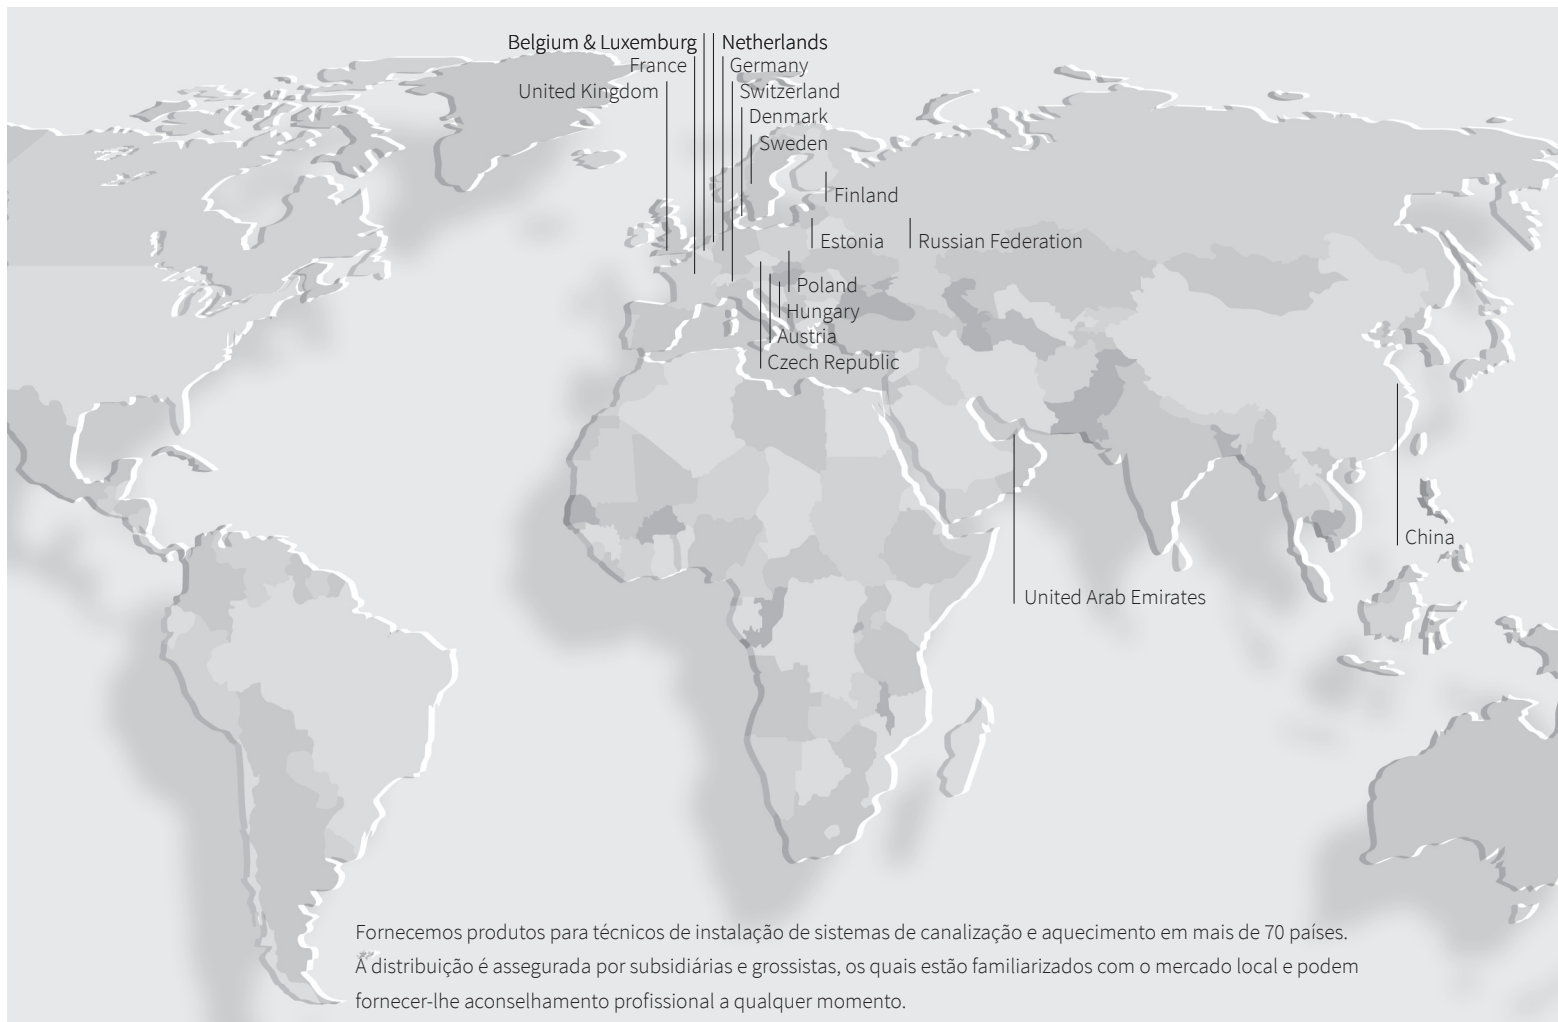 Belgium & Luxemburg
Netherlands
France
Germany
United Kingdom
Switzerland
Denmark
Sweden
Finland
Estonia
Russian Federation
Poland
Hungary
Austria
Czech Republic
China
United Arab Emirates
Fornecemos produtos para técnicos de instalação de sistemas de canalização e aquecimento em mais de 70 países.
A distribuição é assegurada por subsidiárias e grossistas, os quais estão familiarizados com o mercado local e podem
fornecer-lhe aconselhamento profissional a qualquer momento.